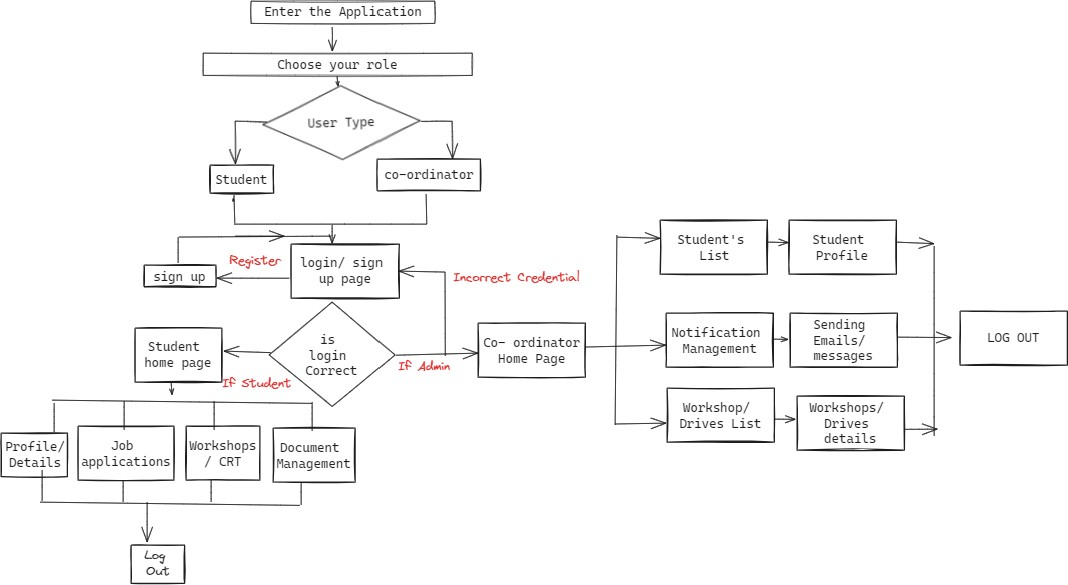 Enter the Application
Choose your role
User Type
Student
co-ordinator
sign up
Register
login/ sign
up page
Incorrect Credential
Student
home page
is
login
Correct
If Student
If Admin
Co- ordinator
Home Page
Student's
List
Student
Profile
Notification
Management
Sending
Emails/
messages
Workshop/
Drives List
Workshops/
Drives
details
LOG OUT
Profile/
Details
Job
applications
Workshops
/ CRT
Document
Management
Log
Out